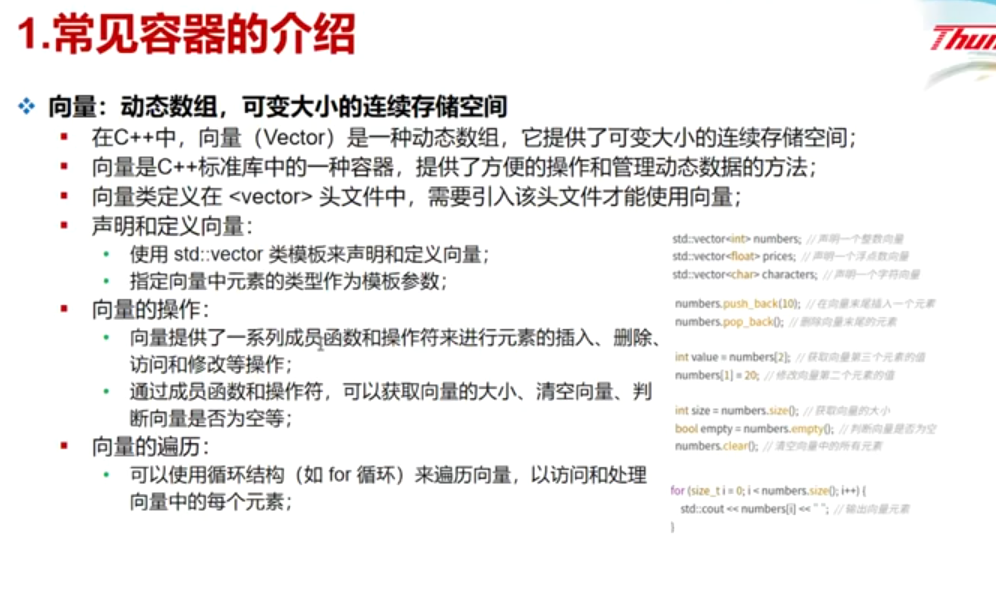 1.常见容器的介绍
Thun
向量：动态数组，可变大小的连续存储空间
在C++中，向量（Vector）是一种动态数组，它提供了可变大小的连续存储空间；
向量是C++标准库中的一种容器，提供了方便的操作和管理动态数据的方法；
向量类定义在 <vector> 头文件中，需要引入该头文件才能使用向量；
声明和定义向量：
使用 std::vector 类模板来声明和定义向量；
指定向量中元素的类型作为模板参数；
向量的操作：
向量提供了一系列成员函数和操作符来进行元素的插入、删除、
访问和修改等操作；
通过成员函数和操作符，可以获取向量的大小、清空向量、判
断向量是否为空等；
向量的遍历：
可以使用循环结构（如 for 循环）来遍历向量，以访问和处理
向量中的每个元素；
std::vector<int> numbers; // 声明一个整数向量
std::vector<float> prices; // 声明一个浮点数向量
std::vector<char> characters; // 声明一个字符向量
numbers.push_back(10); // 在向量末尾插入一个元素
numbers.pop_back(); // 删除向量末尾的元素
int value = numbers[2]; // 获取向量第三个元素的值
numbers[1] = 20; // 修改向量第二个元素的值
int size = numbers.size(); // 获取向量的大小
bool empty = numbers.empty(); // 判断向量是否为空
numbers.clear(); // 清空向量中的所有元素
for (size_t i = 0; i < numbers.size(); i++) {
std::cout << numbers[i] << " "; // 输出向量元素
}